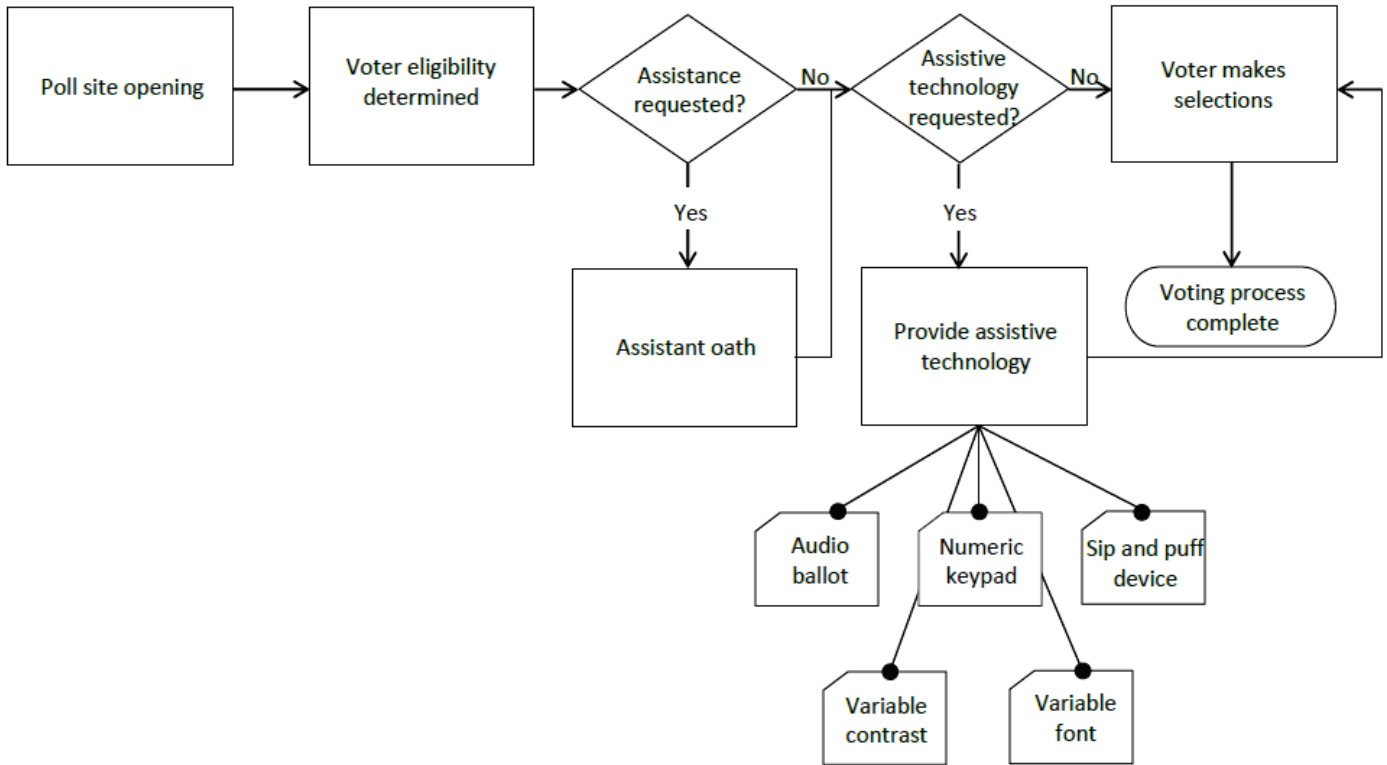 Poll site opening
Voter eligibility
determined
Assistance
requested?
No
Assistive
technology
requested?
No
Voter makes
selections
Yes
Yes
Assistant oath
Provide assistive
technology
Voting process
complete
Audio
ballot
Numeric
keypad
Sip and puff
device
Variable
contrast
Variable
font